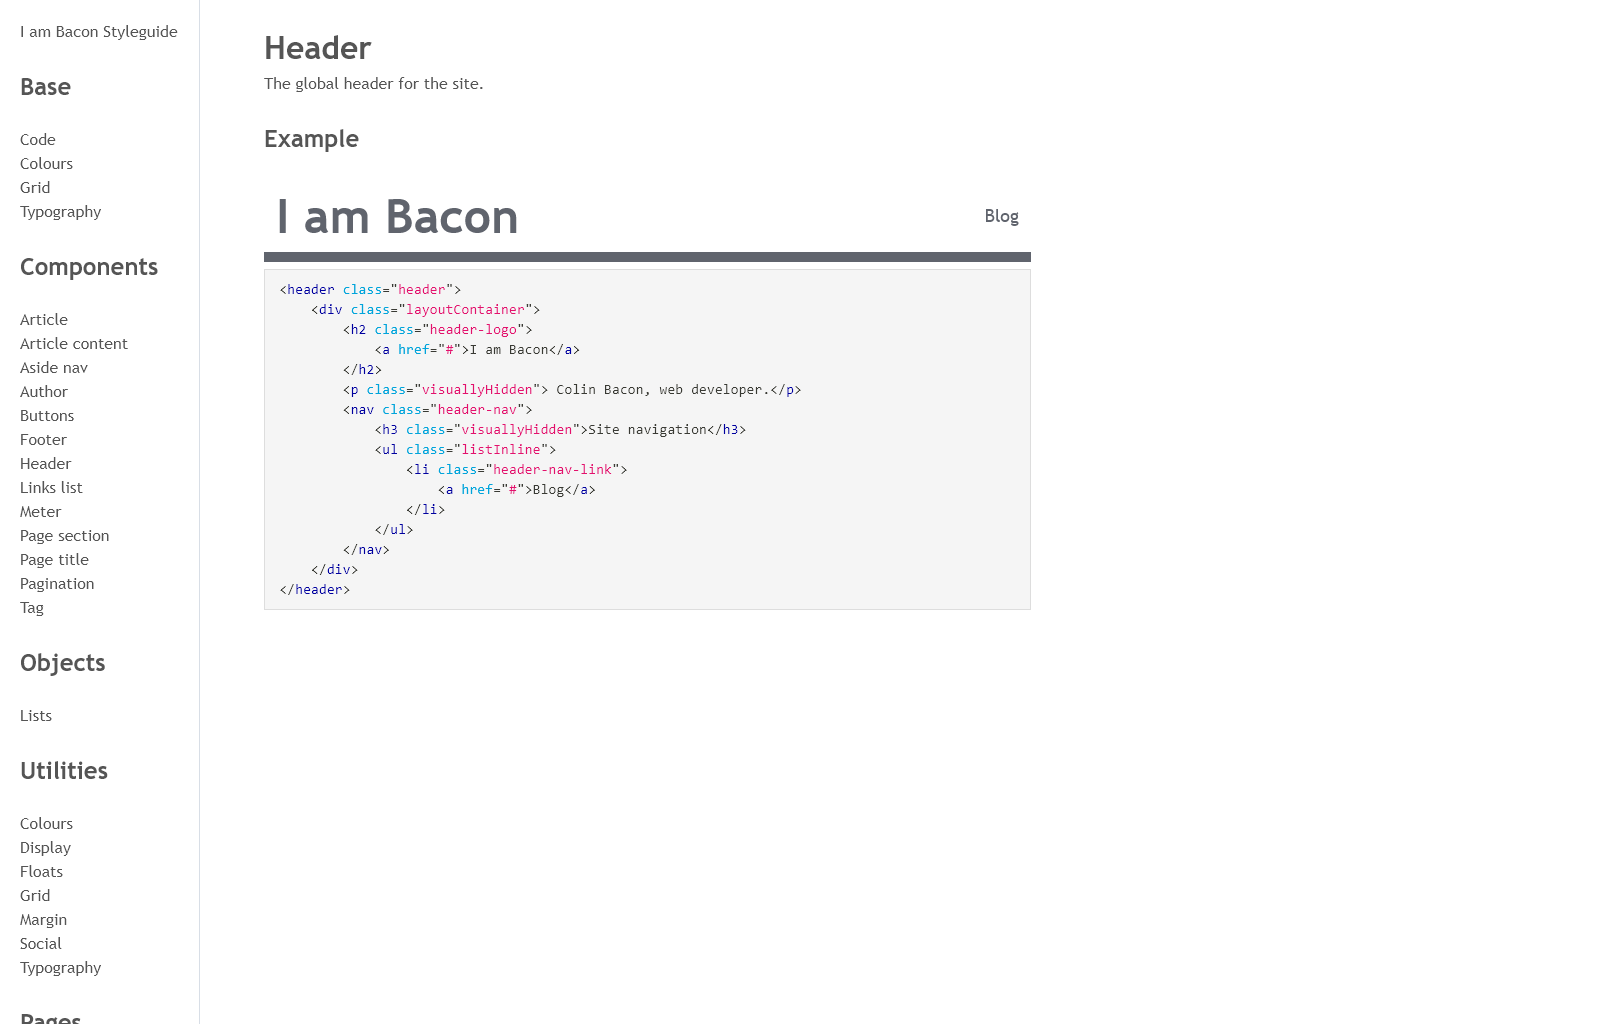 I am Bacon Styleguide
Base
Code
Colours
Grid
Typography
Components
Article
Article content
Aside nav
Author
Buttons
Footer
Header
Links list
Meter
Page section
Page title
Pagination
Tag
Objects
Lists
Utilities
Colours
Display
Floats
Grid
Margin
Social
Typography
Pages
Header
The global header for the site.
Example
I am Bacon
Blog
<header class="header">
    <div class="layoutContainer">
        <h2 class="header-logo">
            <a href="#">I am Bacon</a>
        </h2>
        <p class="visuallyHidden"> Colin Bacon, web developer.</p>
        <nav class="header-nav">
            <h3 class="visuallyHidden">Site navigation</h3>
            <ul class="listInline">
                <li class="header-nav-link">
                    <a href="#">Blog</a>
                </li>
            </ul>
        </nav>
    </div>
</header>